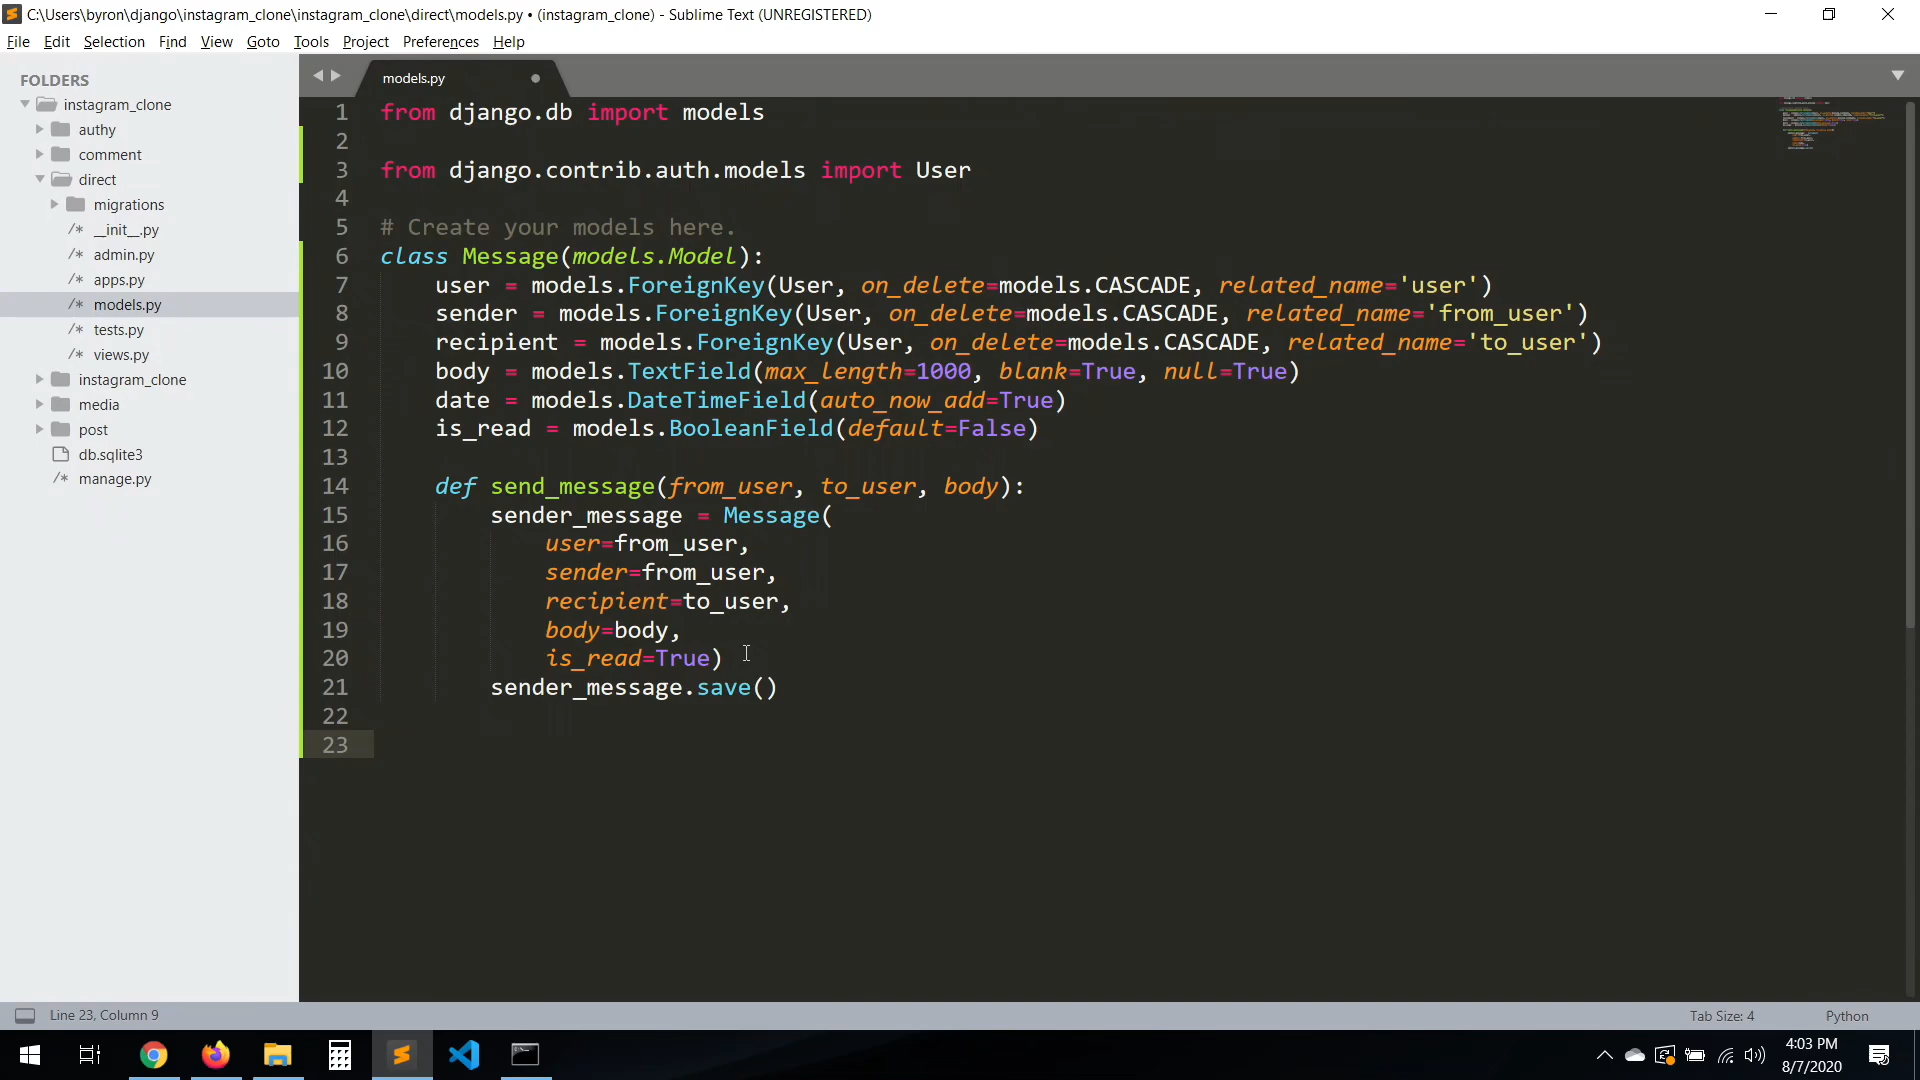 C:\Users\byron\django\instagram_clone\instagram_clone\direct\models.py • (instagram_clone) - Sublime Text (UNREGISTERED)
File Edit Selection Find View Goto Tools Project Preferences Help
FOLDERS
instagram_clone
authy
comment
direct
migrations
/* __init__.py
/* admin.py
/* apps.py
/* models.py
/* tests.py
/* views.py
instagram_clone
media
post
db.sqlite3
/* manage.py
models.py
1 from django.db import models
2
3 from django.contrib.auth.models import User
4
5 # Create your models here.
6 class Message(models.Model):
7 user = models.ForeignKey(User, on_delete=models.CASCADE, related_name='user')
8 sender = models.ForeignKey(User, on_delete=models.CASCADE, related_name='from_user')
9 recipient = models.ForeignKey(User, on_delete=models.CASCADE, related_name='to_user')
10 body = models.TextField(max_length=1000, blank=True, null=True)
11 date = models.DateTimeField(auto_now_add=True)
12 is_read = models.BooleanField(default=False)
13
14 def send_message(from_user, to_user, body):
15 sender_message = Message(
16 user=from_user,
17 sender=from_user,
18 recipient=to_user,
19 body=body,
20 is_read=True)
21 sender_message.save()
22
23
Line 23, Column 9
Tab Size: 4
Python
4:03 PM
8/7/2020